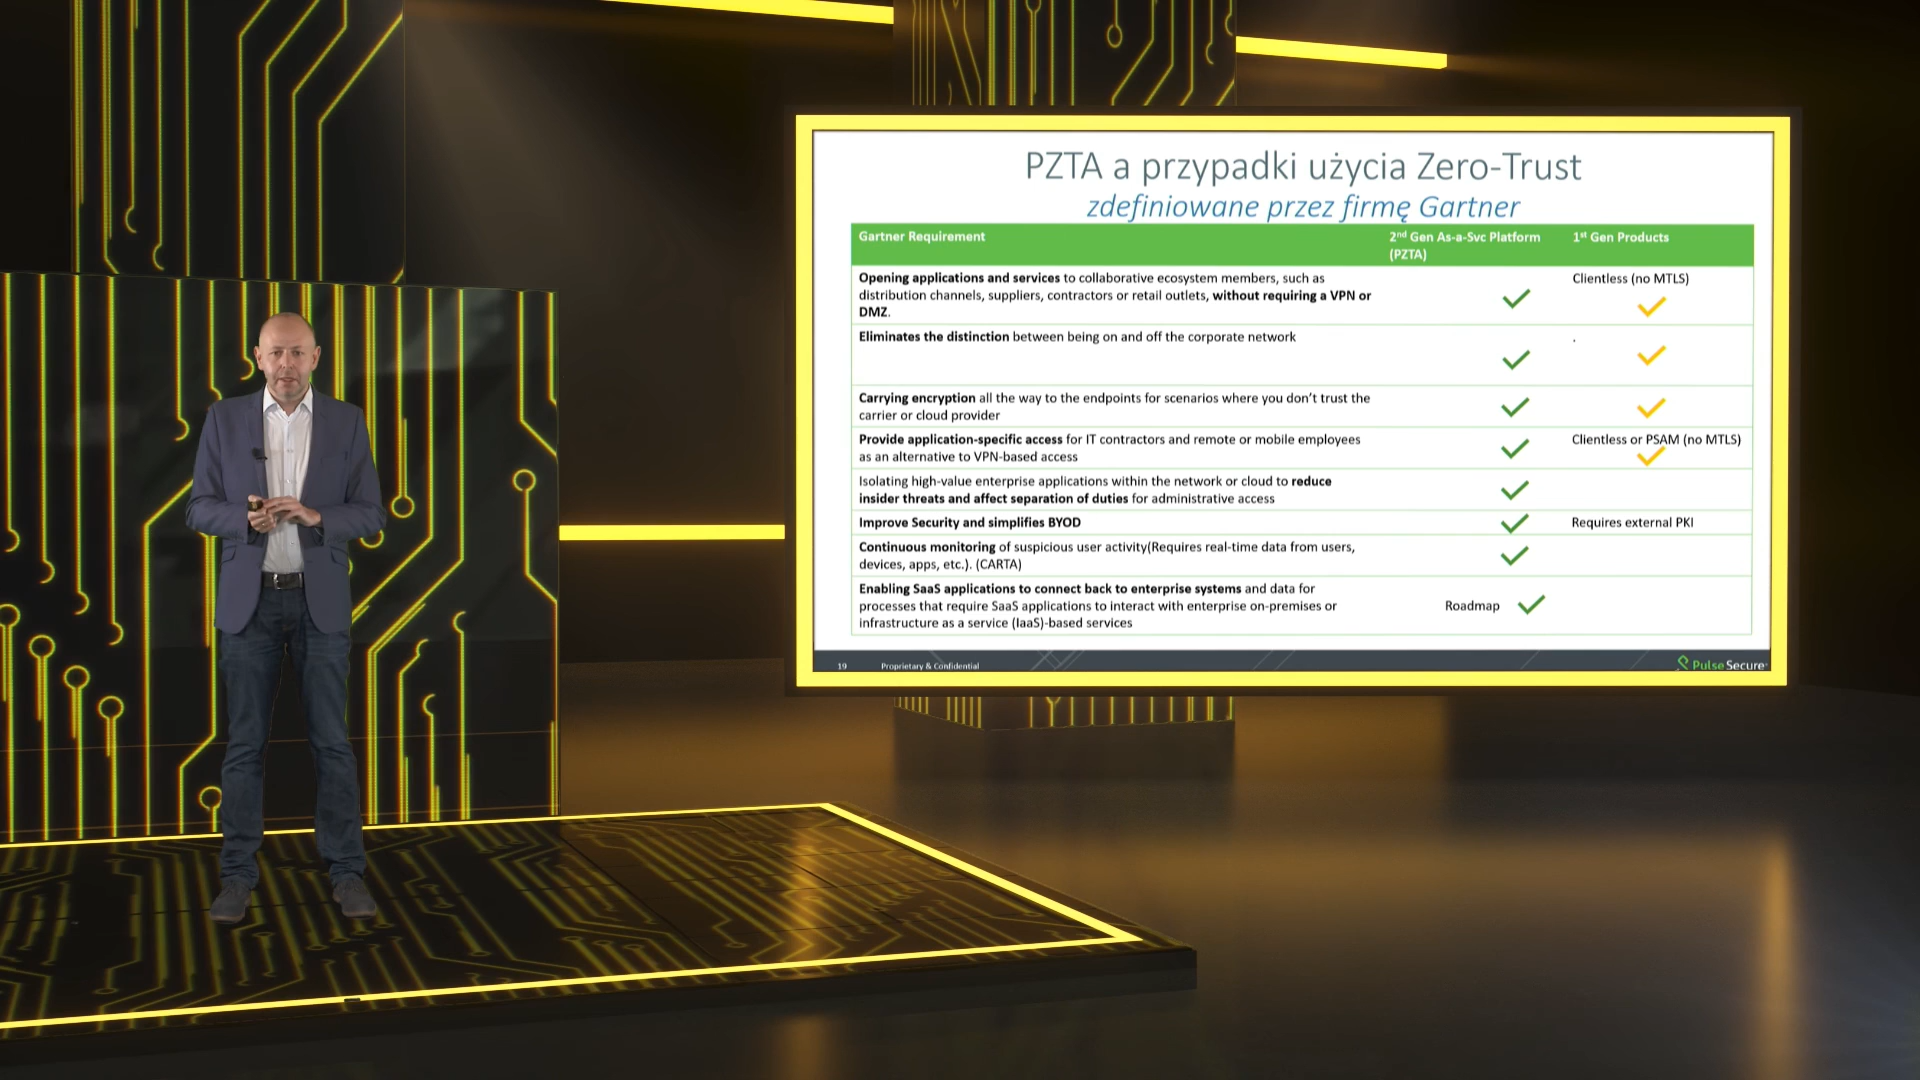 PZTA a przypadki użycia Zero-Trust
zdefiniowane przez firmę Gartner
Gartner Requirement
2nd Gen As-a-Svc Platform
(PZTA)
1st Gen Products
Opening applications and services to collaborative ecosystem members, such as
distribution channels, suppliers, contractors or retail outlets, without requiring a VPN or
DMZ.
Clientless (no MTLS)
Eliminates the distinction between being on and off the corporate network
.
Carrying encryption all the way to the endpoints for scenarios where you don't trust the
carrier or cloud provider
Provide application-specific access for IT contractors and remote or mobile employees
as an alternative to VPN-based access
Clientless or PSAM (no MTLS)
Isolating high-value enterprise applications within the network or cloud to reduce
insider threats and affect separation of duties for administrative access
Improve Security and simplifies BYOD
Requires external PKI
Continuous monitoring of suspicious user activity(Requires real-time data from users,
devices, apps, etc.). (CARTA)
Enabling SaaS applications to connect back to enterprise systems and data for
processes that require SaaS applications to interact with enterprise on-premises or
infrastructure as a service (IaaS)-based services
Roadmap
19
Proprietary & Confidential
Pulse Secure